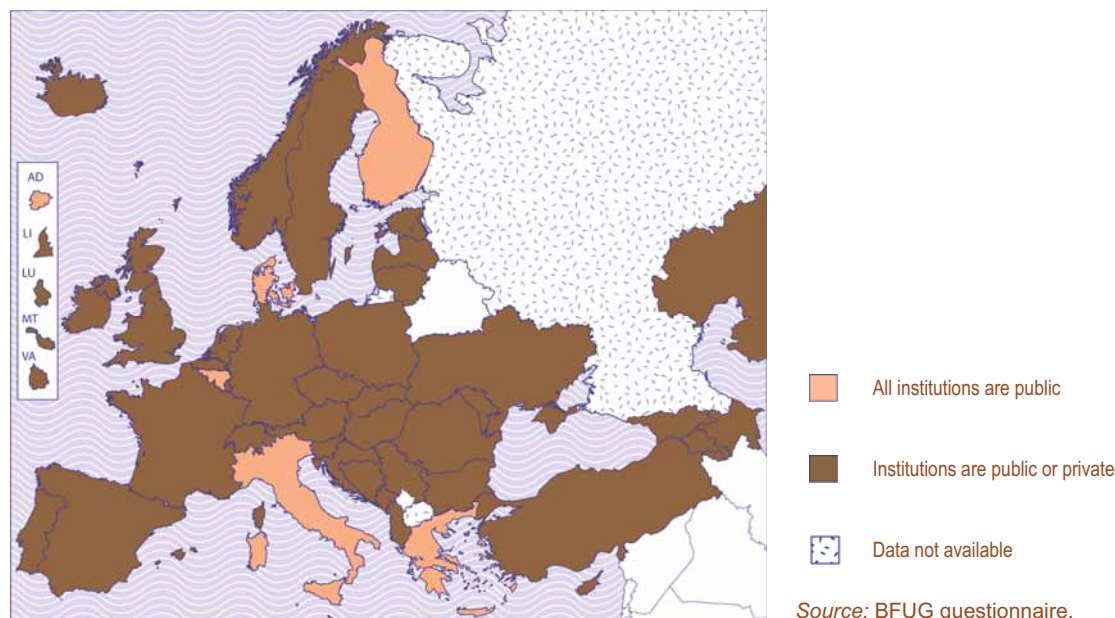 AD
LI
LU
MT
VA
All institutions are public
Institutions are public or private
Data not available
Source: BFUG questionnaire.